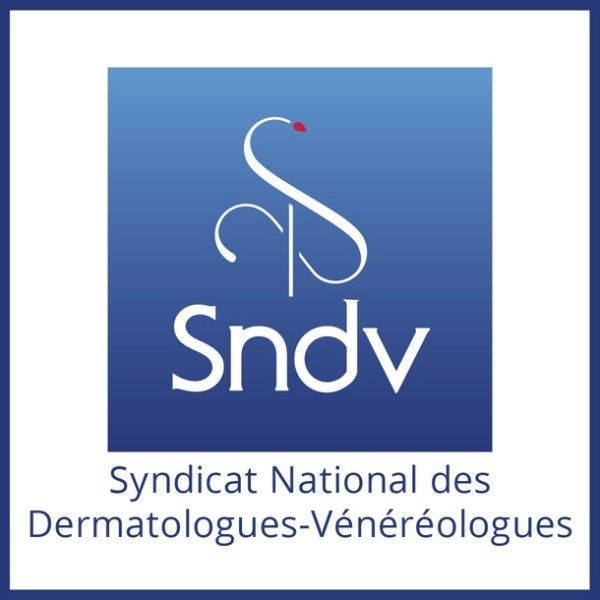 Sndv
Syndicat National des
Dermatologues-Vénéréologues